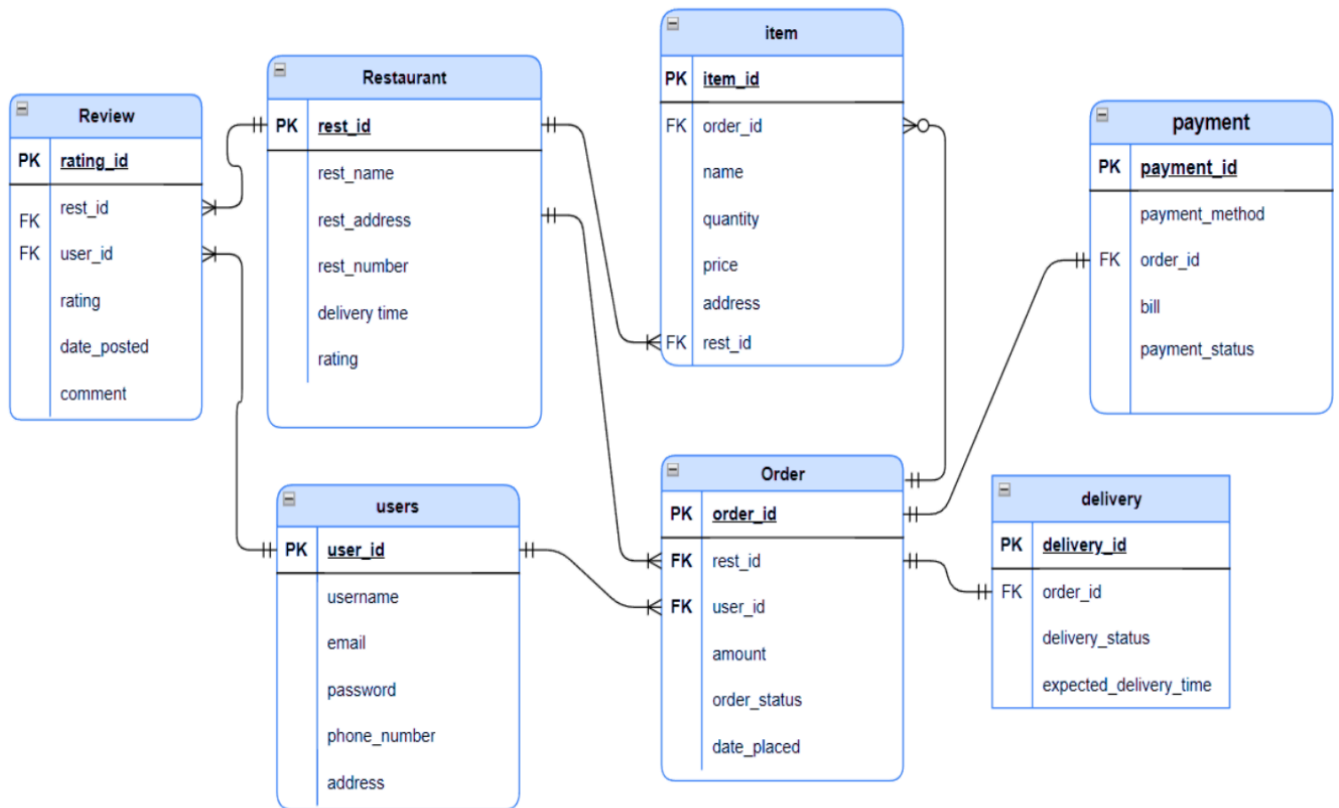 Review
PK rating_id
FK rest_id
FK user_id
rating
date_posted
comment
Restaurant
PK rest_id
rest_name
rest_address
rest_number
delivery time
rating
item
PK item_id
FK order_id
name
quantity
price
address
FK rest_id
payment
PK payment_id
payment_method
FK order_id
bill
payment_status
users
PK user_id
username
email
password
phone_number
address
Order
PK order_id
FK rest_id
FK user_id
amount
order_status
date_placed
delivery
PK delivery_id
FK order_id
delivery_status
expected_delivery_time